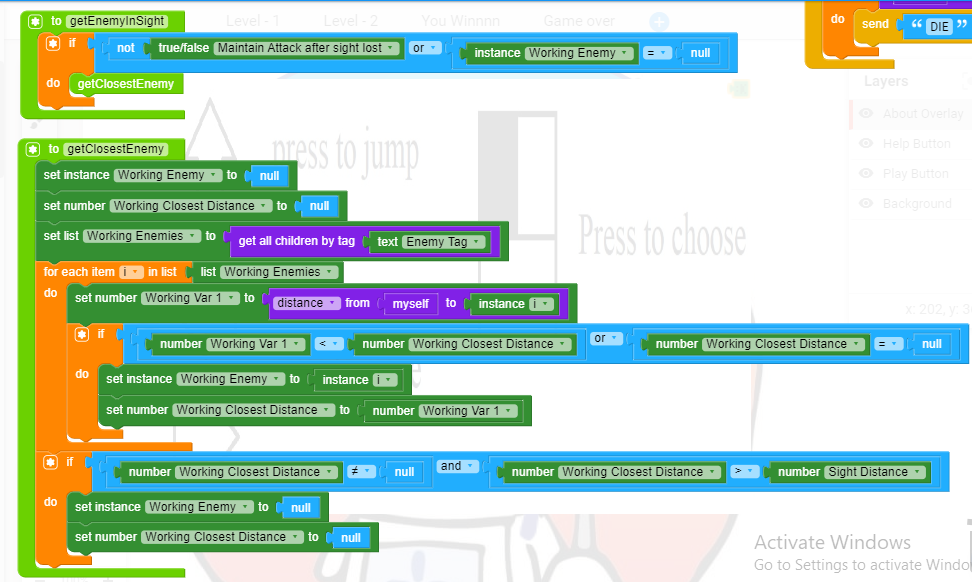 Level - 1 Level - 2 You Winnnn Game over
to getEnemyInSight
if not true/false Maintain Attack after sight lost or instance Working Enemy = null
do getClosestEnemy
do send “ DIE ”
Layers
About Overlay
Help Button
Play Button
Background
press to jump
Press to choose
to getClosestEnemy
set instance Working Enemy to null
set number Working Closest Distance to null
set list Working Enemies to get all children by tag text Enemy Tag
for each item i in list list Working Enemies
do set number Working Var 1 to distance from myself to instance i
x: 202, y: 3
if number Working Var 1 < number Working Closest Distance or number Working Closest Distance = null
do set instance Working Enemy to instance i
set number Working Closest Distance to number Working Var 1
if number Working Closest Distance ≠ null and number Working Closest Distance > number Sight Distance
do set instance Working Enemy to null
set number Working Closest Distance to null
Activate Windows
Go to Settings to activate Windo